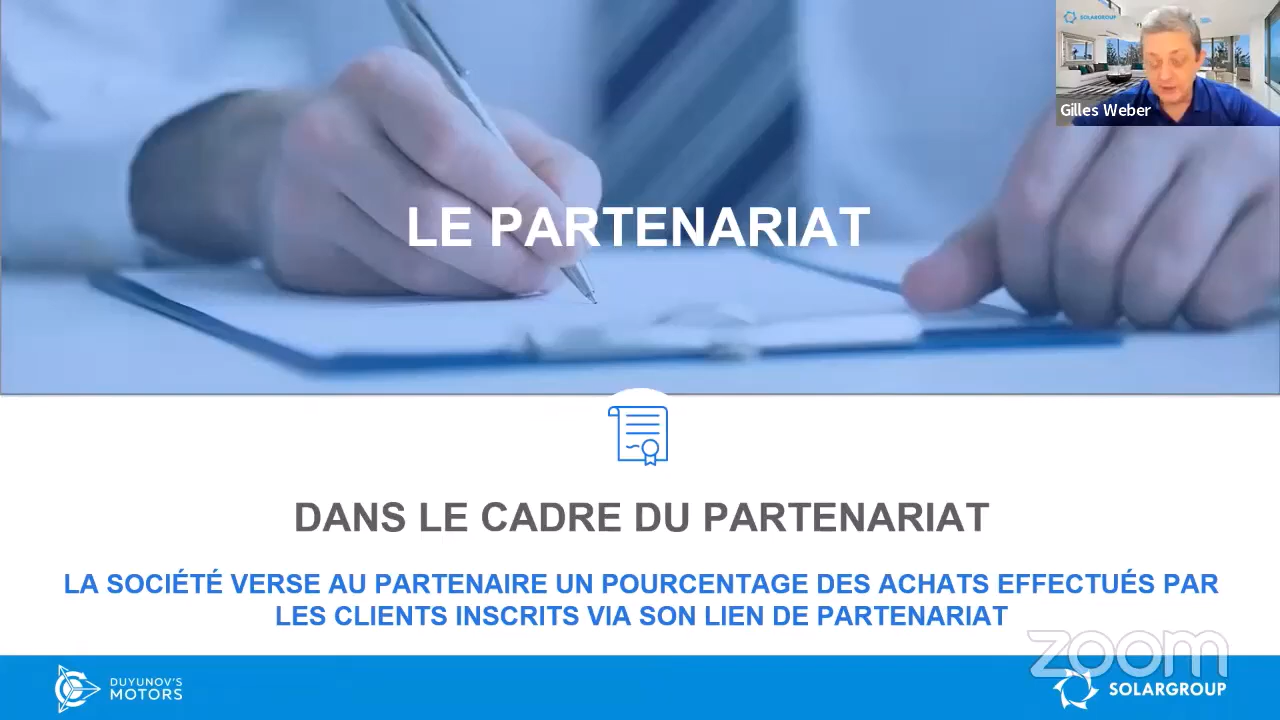 SOLARGROUP
Gilles Weber
LE PARTENARIAT
DANS LE CADRE DU PARTENARIAT
LA SOCIÉTÉ VERSE AU PARTENAIRE UN POURCENTAGE DES ACHATS EFFECTUÉS PAR
LES CLIENTS INSCRITS VIA SON LIEN DE PARTENARIAT
zoom
DUYUNOV'S
MOTORS
SOLARGROUP